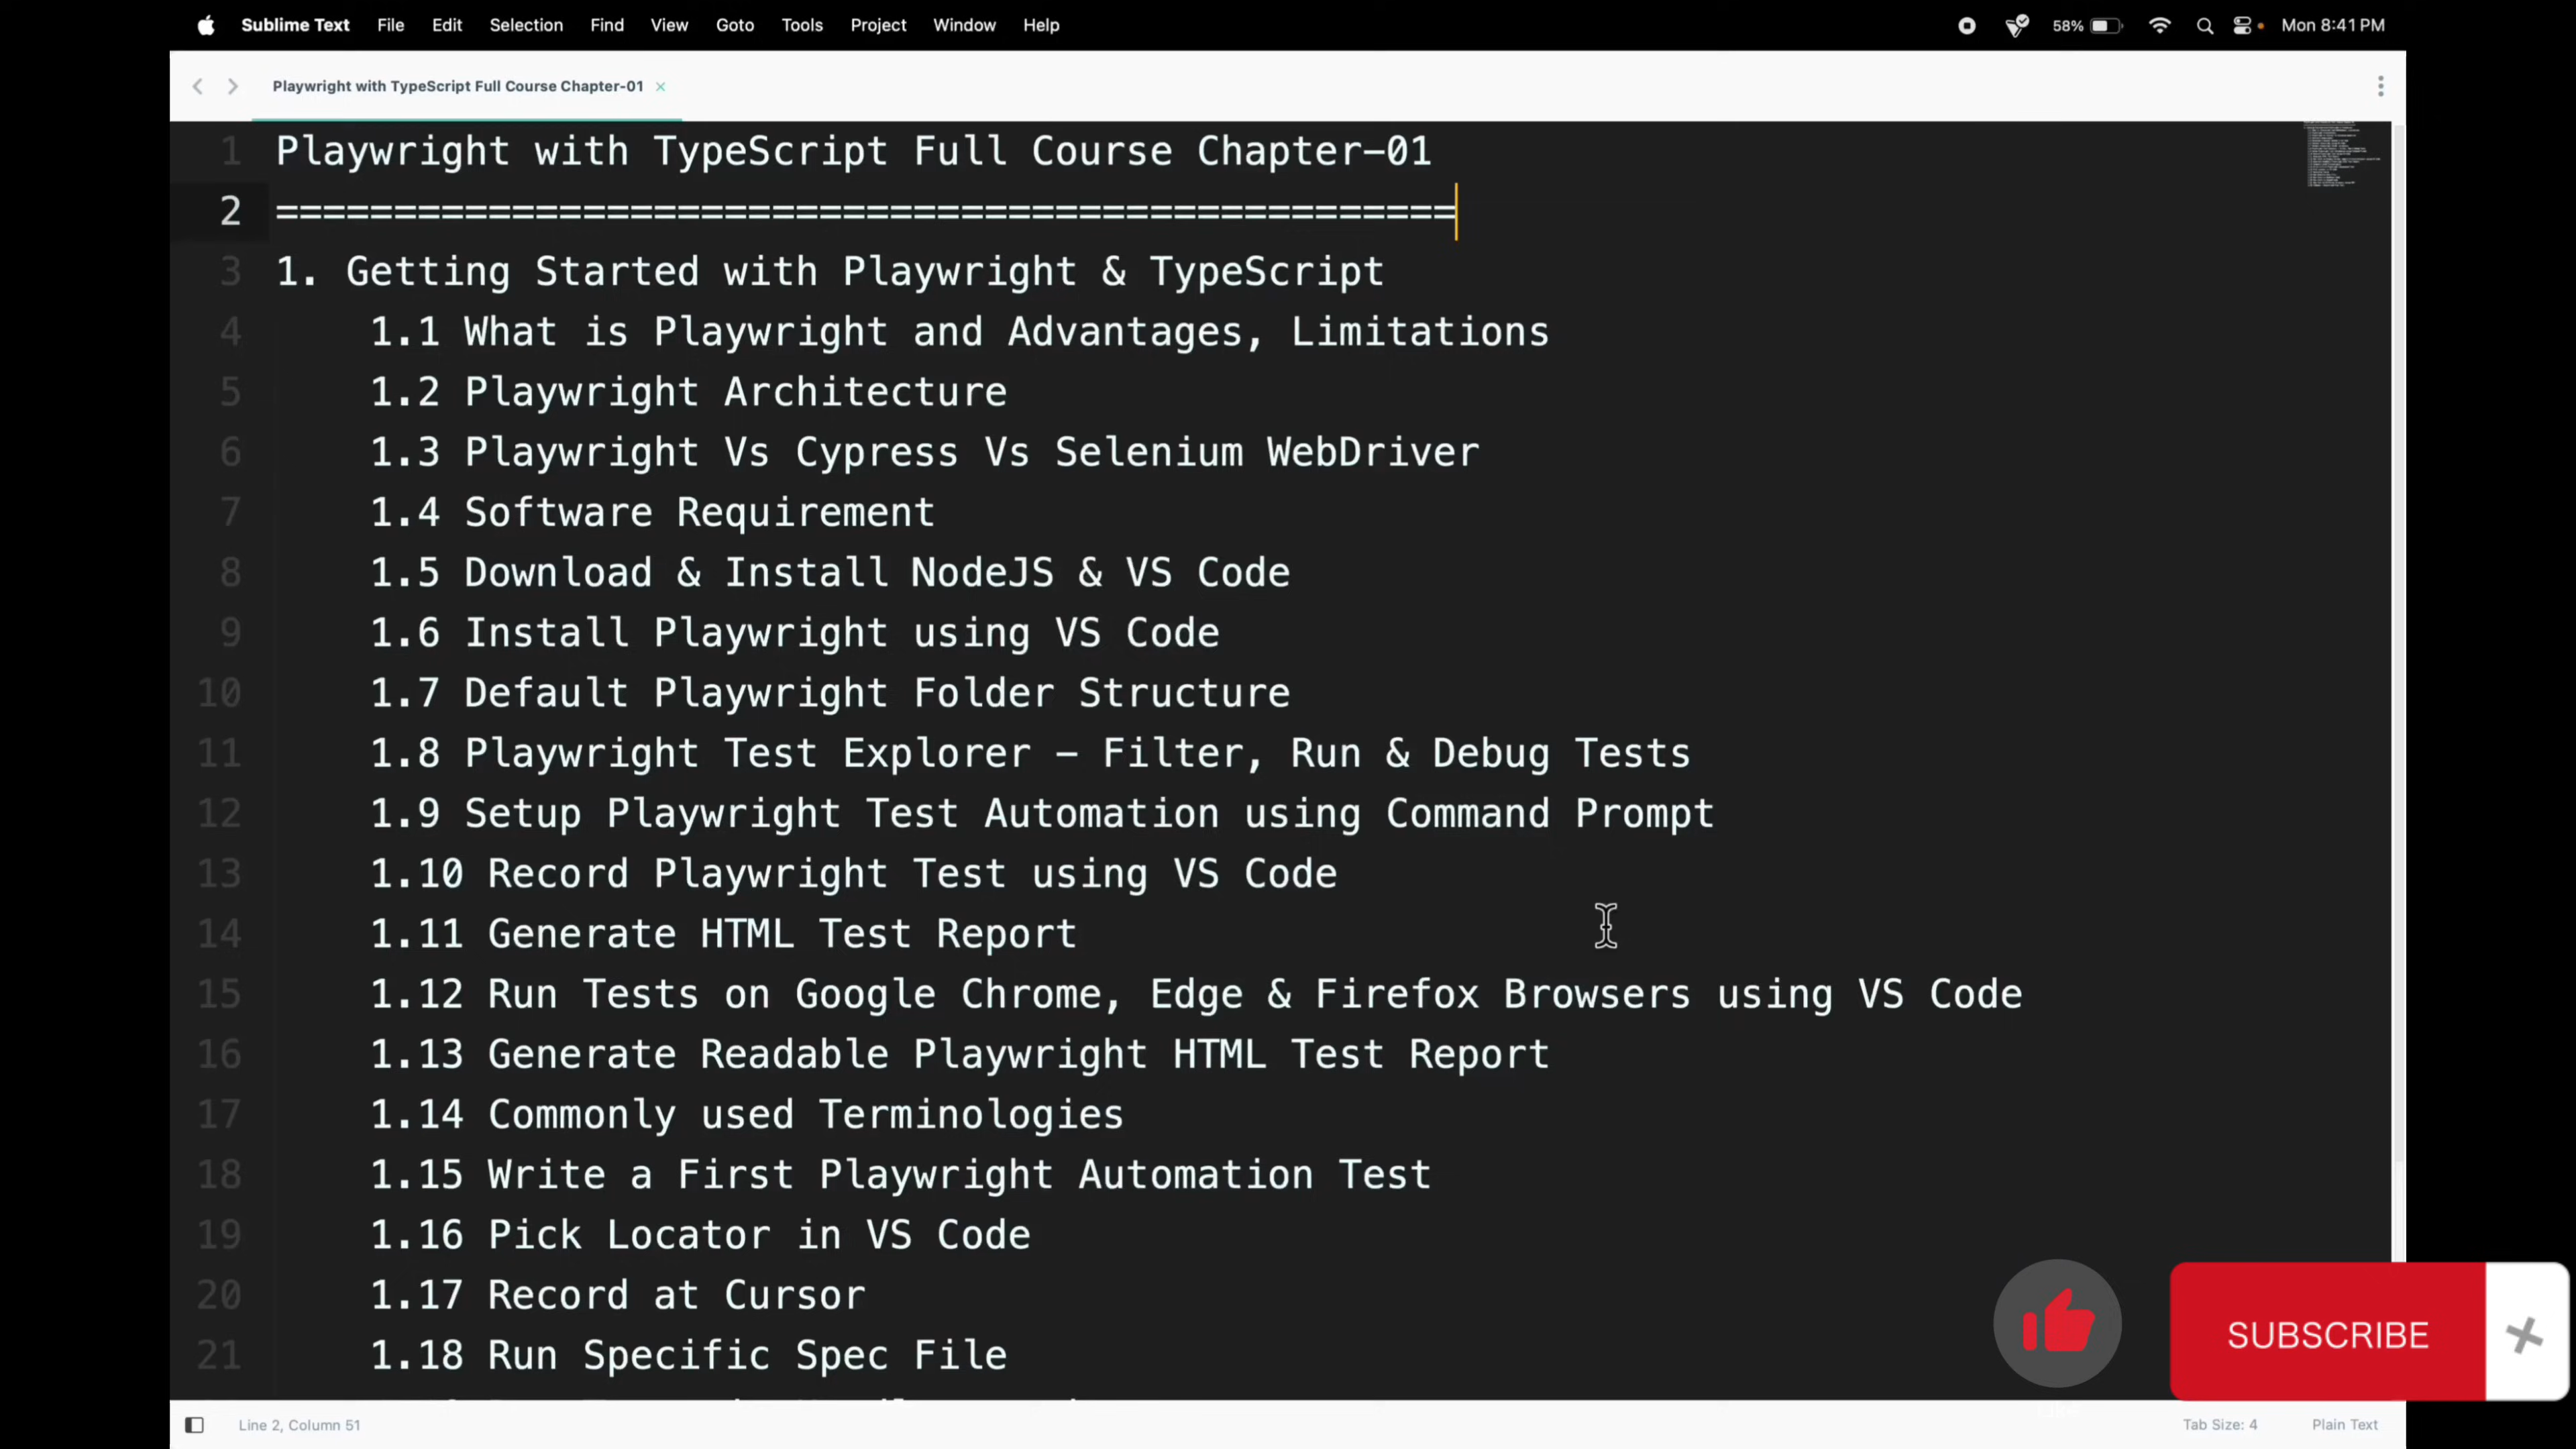 Sublime Text File Edit Selection Find View Goto Tools Project Window Help 58% Mon 8:41 PM
Playwright with TypeScript Full Course Chapter-01
1 Playwright with TypeScript Full Course Chapter-01
2 ==================================================
3 1. Getting Started with Playwright & TypeScript
4 1.1 What is Playwright and Advantages, Limitations
5 1.2 Playwright Architecture
6 1.3 Playwright Vs Cypress Vs Selenium WebDriver
7 1.4 Software Requirement
8 1.5 Download & Install NodeJS & VS Code
9 1.6 Install Playwright using VS Code
10 1.7 Default Playwright Folder Structure
11 1.8 Playwright Test Explorer - Filter, Run & Debug Tests
12 1.9 Setup Playwright Test Automation using Command Prompt
13 1.10 Record Playwright Test using VS Code
14 1.11 Generate HTML Test Report
15 1.12 Run Tests on Google Chrome, Edge & Firefox Browsers using VS Code
16 1.13 Generate Readable Playwright HTML Test Report
17 1.14 Commonly used Terminologies
18 1.15 Write a First Playwright Automation Test
19 1.16 Pick Locator in VS Code
20 1.17 Record at Cursor
21 1.18 Run Specific Spec File
SUBSCRIBE
Line 2, Column 51 Tab Size: 4 Plain Text